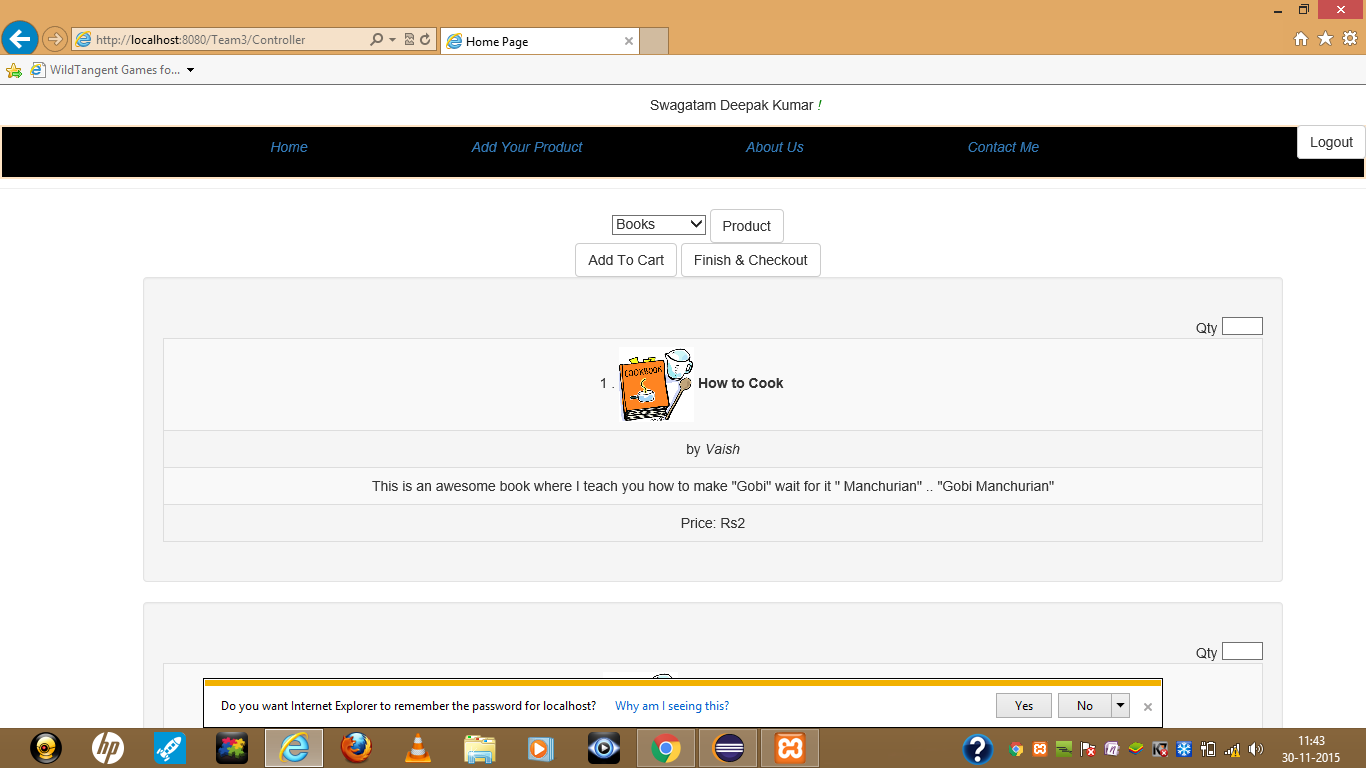 http://localhost:8080/Team3/Controller
Home Page
WildTangent Games fo...
Swagatam Deepak Kumar !
Home Add Your Product About Us Contact Me Logout
Books Product
Add To Cart Finish & Checkout
Qty
1 . COOKBOOK How to Cook
by Vaish
This is an awesome book where I teach you how to make "Gobi" wait for it " Manchurian" .. "Gobi Manchurian"
Price: Rs2
Qty
Do you want Internet Explorer to remember the password for localhost? Why am I seeing this? Yes No
11:43
30-11-2015